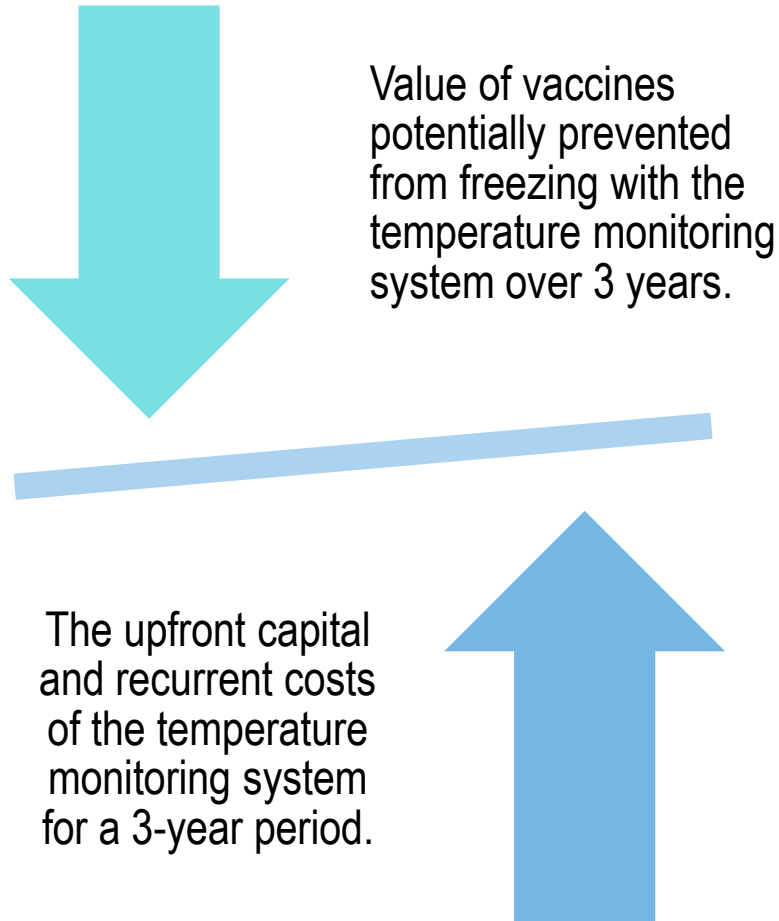 Value of vaccines
potentially prevented
from freezing with the
temperature monitoring
system over 3 years.
The upfront capital
and recurrent costs
of the temperature
monitoring system
for a 3-year period.